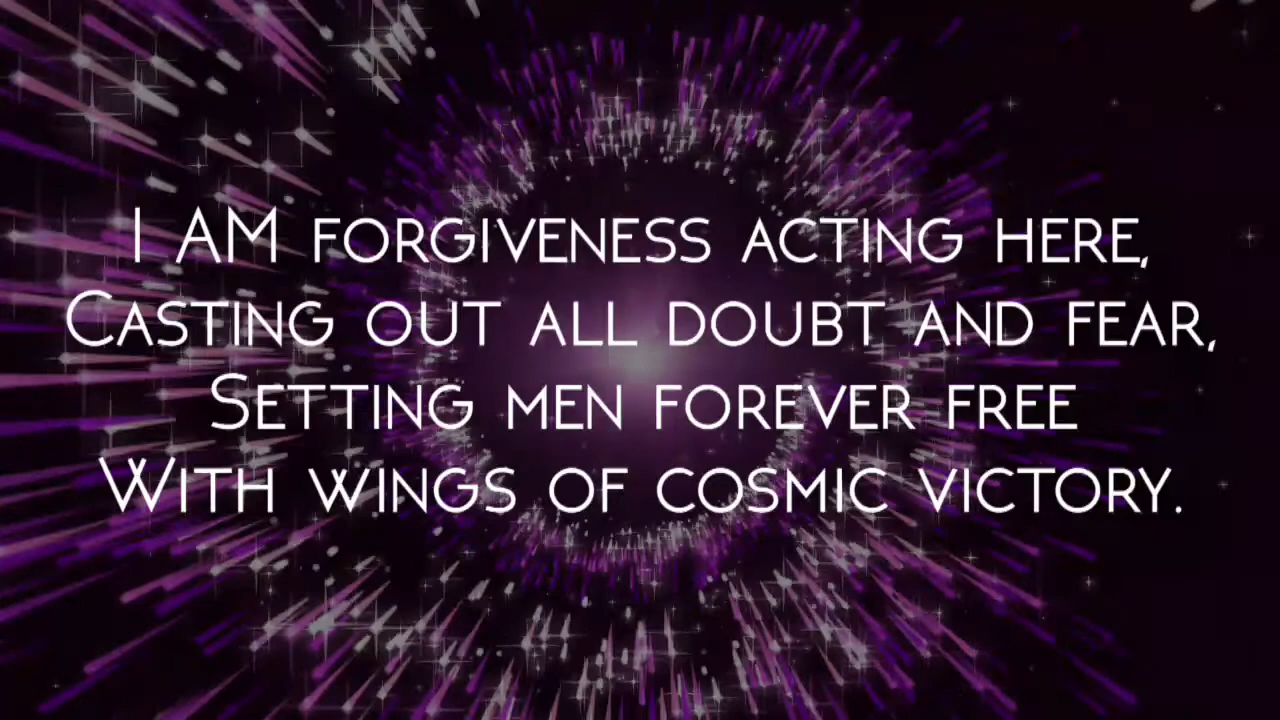 I AM FORGIVENESS ACTING HERE,
CASTING OUT ALL DOUBT AND FEAR,
SETTING MEN FOREVER FREE
WITH WINGS OF COSMIC VICTORY.